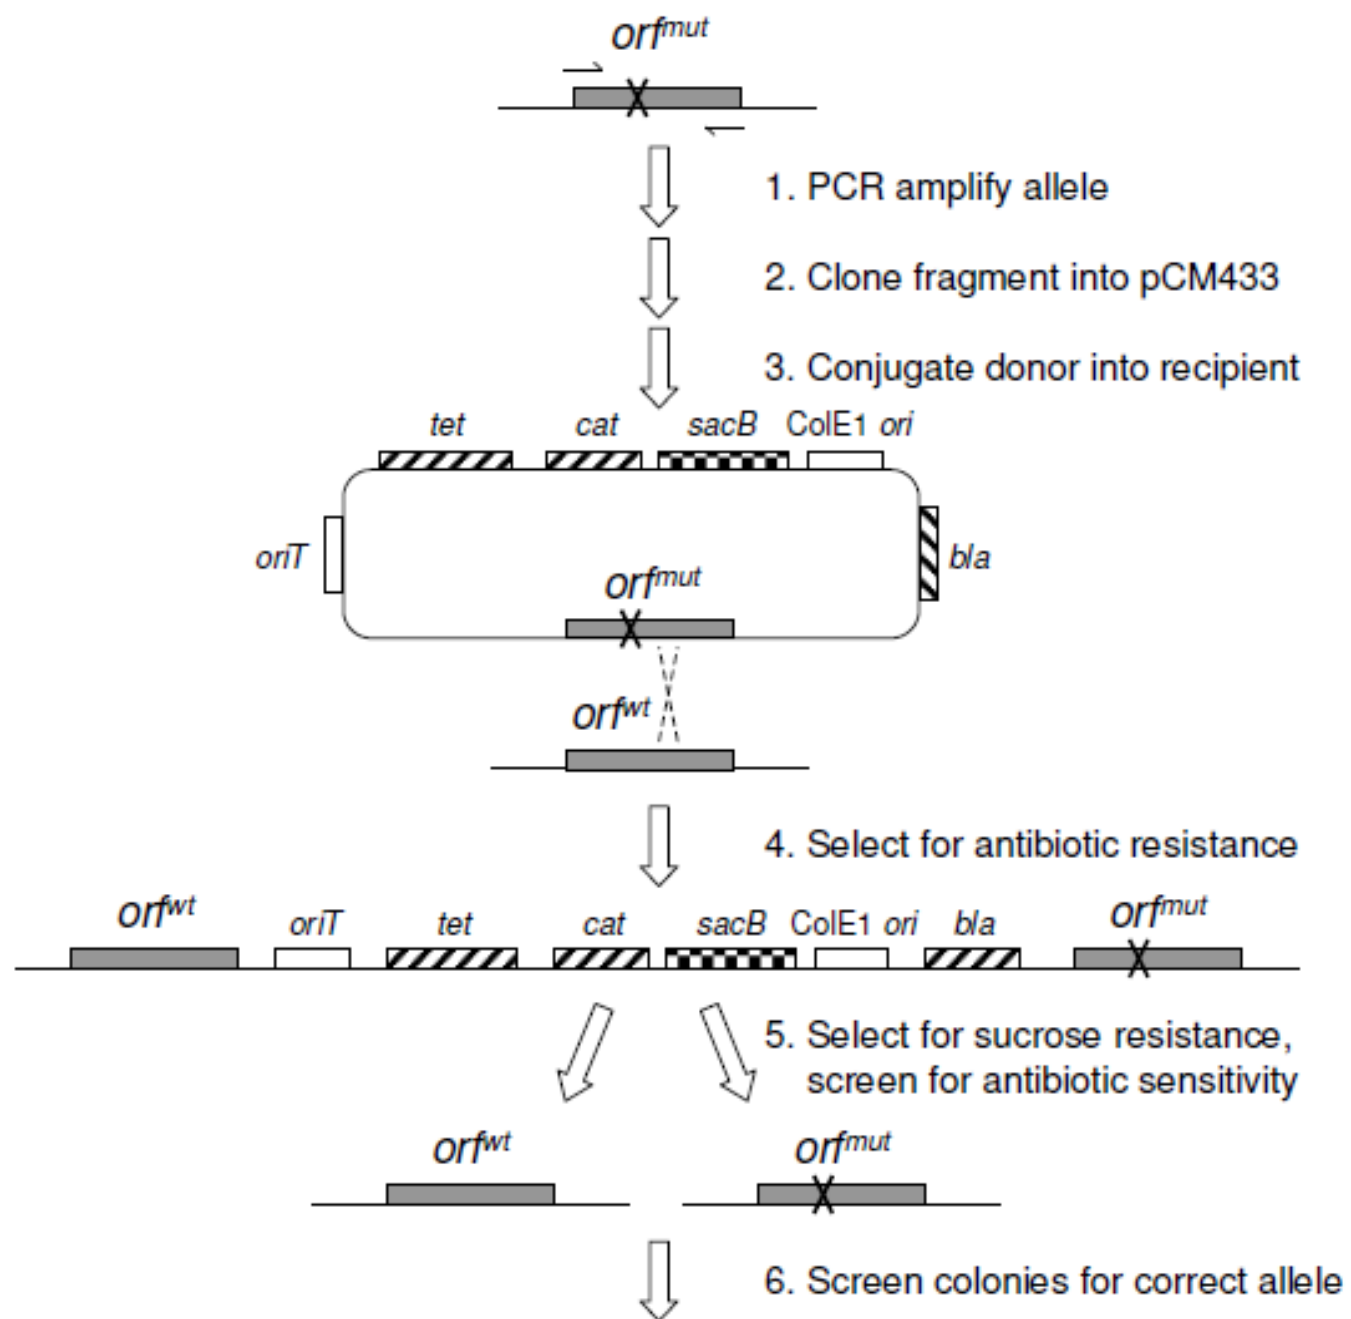 orfmut
1. PCR amplify allele
2. Clone fragment into pCM433
3. Conjugate donor into recipient
tet cat sacB ColE1 ori
oriT bla
orfmut
orfwt
4. Select for antibiotic resistance
orfwt oriT tet cat sacB ColE1 ori bla orfmut
5. Select for sucrose resistance,
screen for antibiotic sensitivity
orfwt orfmut
6. Screen colonies for correct allele